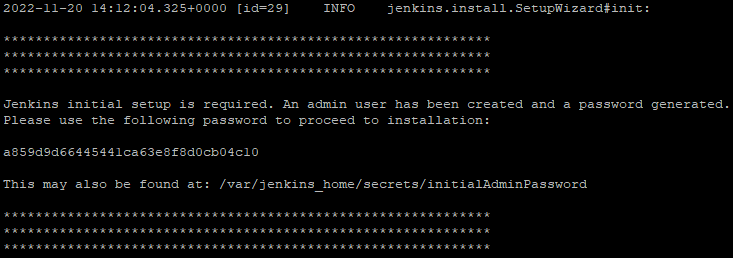 2022-11-20 14:12:04.325+0000 [id=29]    INFO    jenkins.install.SetupWizard#init:
*************************************************************
*************************************************************
*************************************************************
Jenkins initial setup is required. An admin user has been created and a password generated.
Please use the following password to proceed to installation:
a859d9d66445441ca63e8f8d0cb04c10
This may also be found at: /var/jenkins_home/secrets/initialAdminPassword
*************************************************************
*************************************************************
*************************************************************